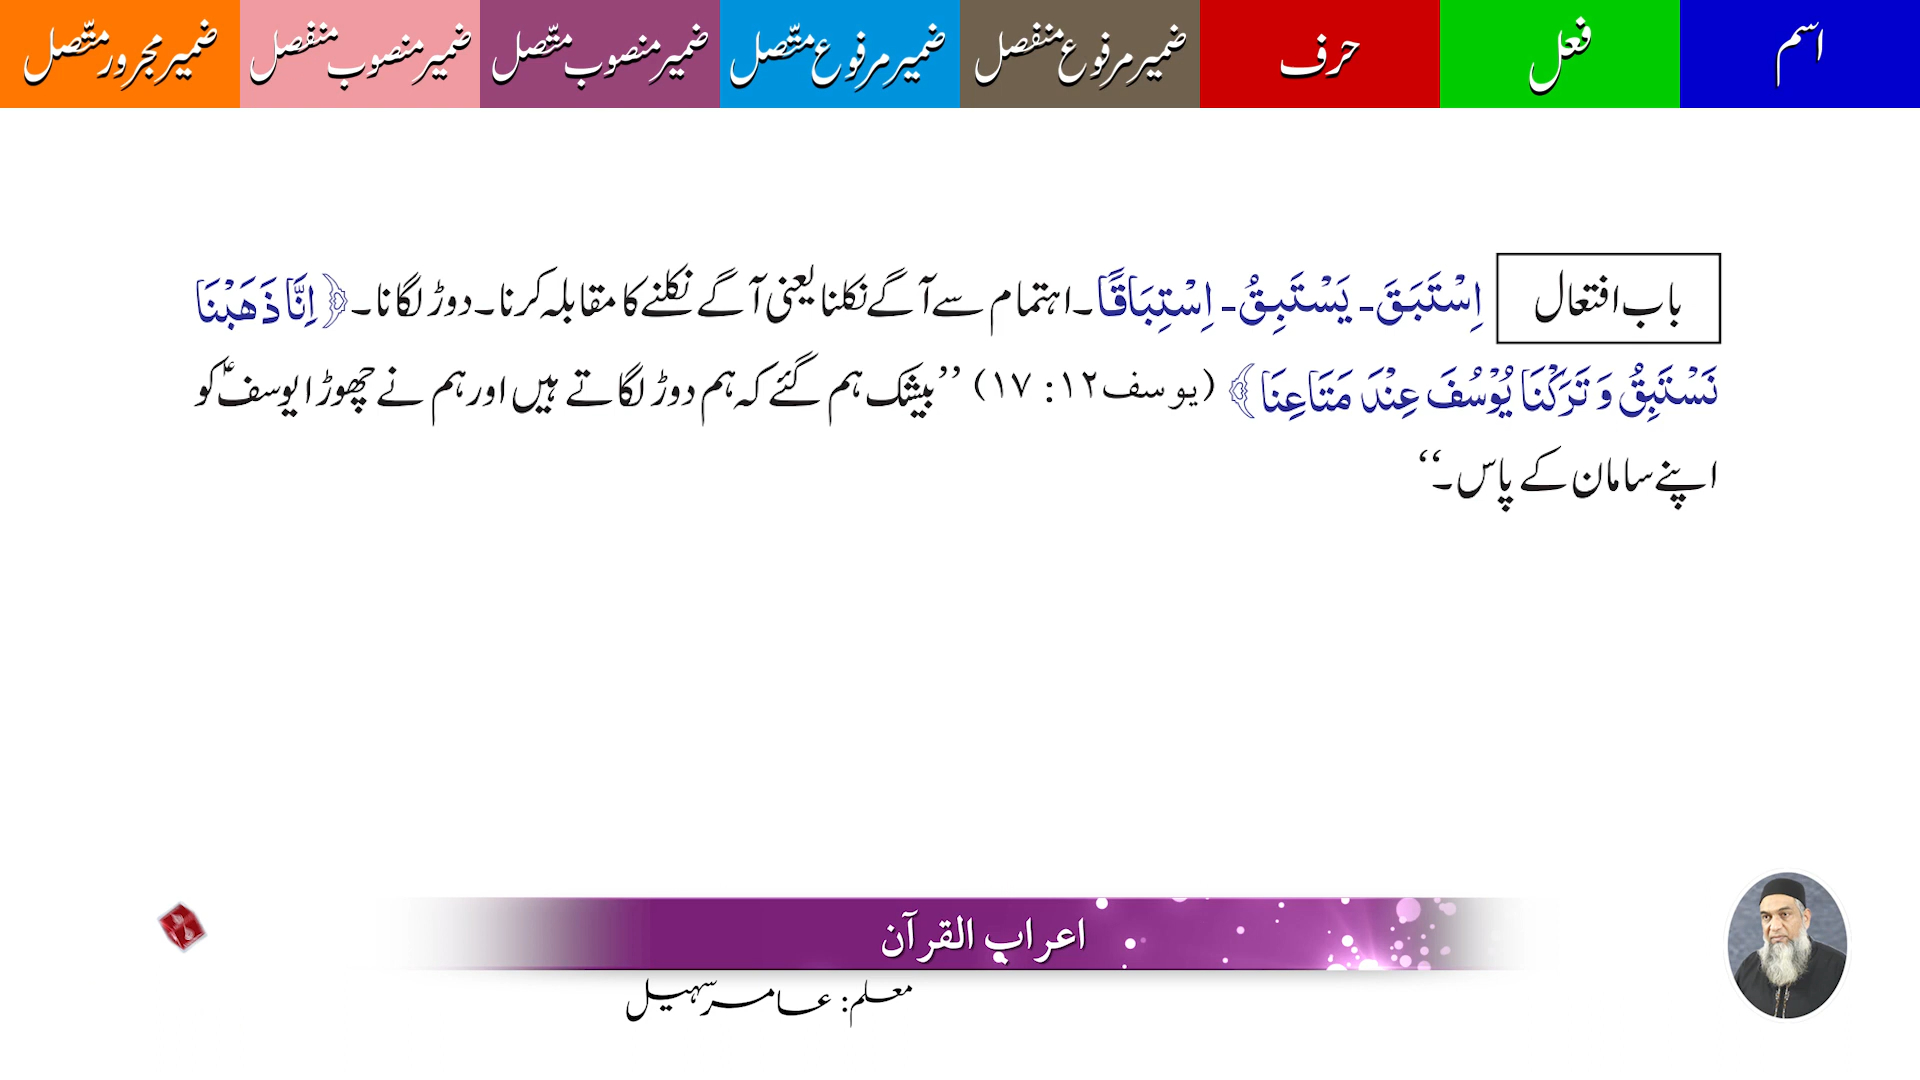 اسم فعل حرف ضمیر مرفوع منفصل ضمیر مرفوع متّصل ضمیر منصوب متّصل ضمیر منصوب منفصل ضمیر مجرور متّصل
باب افتعال اِسْتَبَقَ۔ یَسْتَبِقُ۔ اِسْتِبَاقًا۔ اہتمام سے آگے نکلنا یعنی آگے نکلنے کا مقابلہ کرنا۔ دوڑ لگانا۔ ﴿اِنَّا ذَهَبْنَا
نَسْتَبِقُ وَ تَرَكْنَا يُوْسُفَ عِنْدَ مَتَاعِنَا﴾ (یوسف۱۲: ۱۷) ’’بیشک ہم گئے کہ ہم دوڑ لگاتے ہیں اور ہم نے چھوڑا یوسفؑ کو
اپنے سامان کے پاس۔‘‘
اعراب القرآن
معلم: عامر سہیل